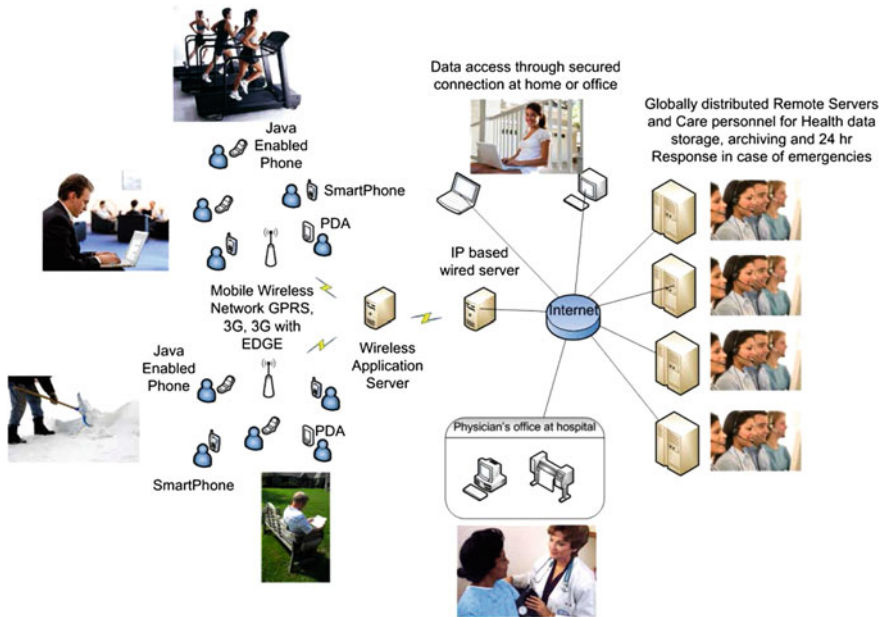 Data access through secured
connection at home or office
Globally distributed Remote Servers
and Care personnel for Health data
storage, archiving and 24 hr
Response in case of emergencies
Java
Enabled
Phone
SmartPhone
PDA
IP based
wired server
Mobile Wireless
Network GPRS,
3G, 3G with
EDGE
Internet
Wireless
Application
Server
Java
Enabled
Phone
PDA
SmartPhone
Physician's office at hospital